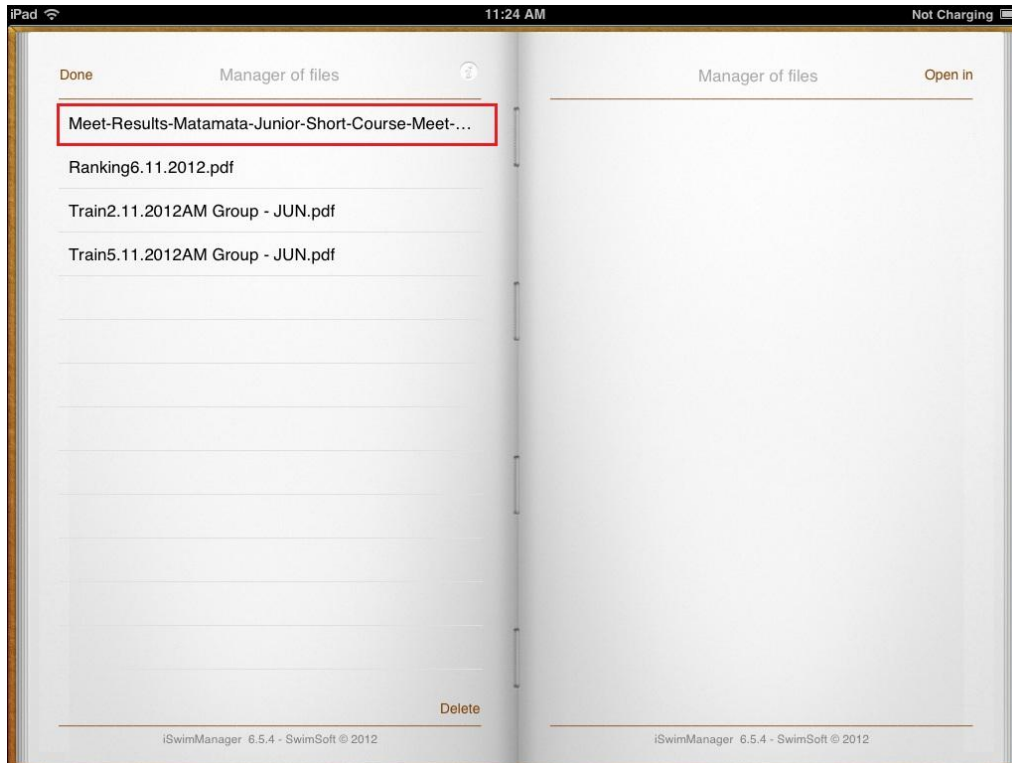 iPad 11:24 AM Not Charging
Done Manager of files
Meet-Results-Matamata-Junior-Short-Course-Meet-...
Ranking6.11.2012.pdf
Train2.11.2012AM Group - JUN.pdf
Train5.11.2012AM Group - JUN.pdf
Delete
iSwimManager 6.5.4 - SwimSoft © 2012
Manager of files Open in
iSwimManager 6.5.4 - SwimSoft © 2012